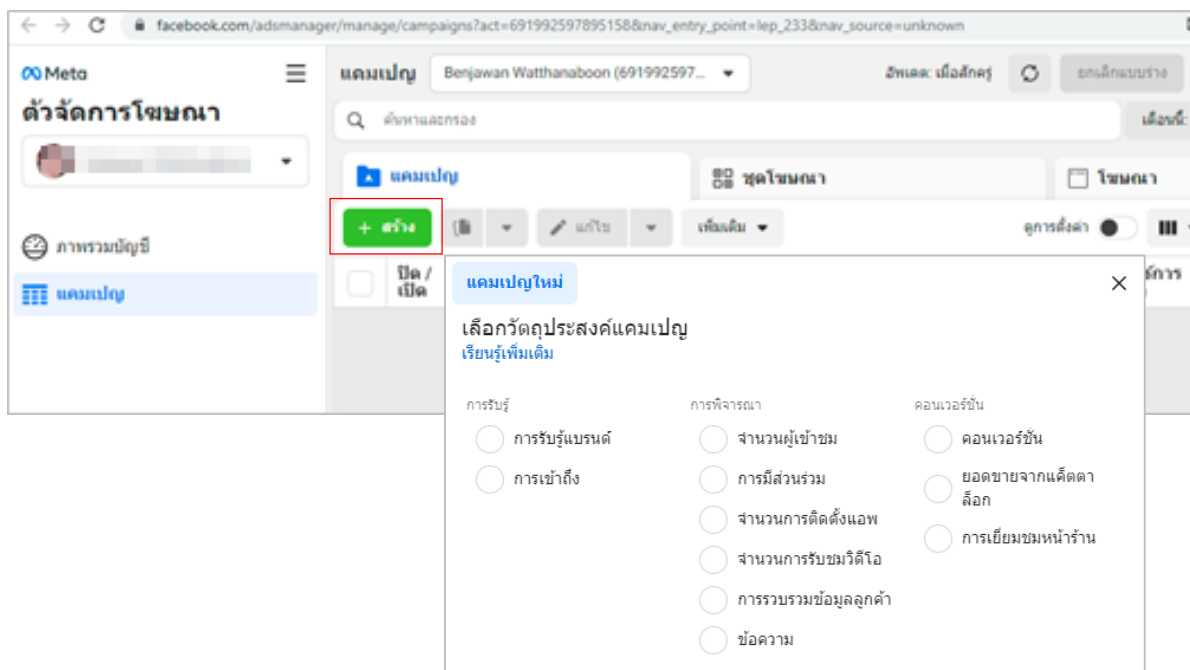 facebook.com/adsmanager/manage/campaigns?act=691992597895158&nav_entry_point=lep_233&nav_source=unknown
Meta
ตัวจัดการโฆษณา
ภาพรวมบัญชี
แคมเปญ
แคมเปญ
Benjawan Watthanaboon (691992597...
อัพเดต: เมื่อสักครู่
ยกเลิกแบบร่าง
ค้นหาและกรอง
เดือนนี้:
แคมเปญ
ชุดโฆษณา
โฆษณา
+ สร้าง
แก้ไข
เพิ่มเติม
ดูการตั้งค่า
ปิด /
เปิด
แคมเปญใหม่
เลือกวัตถุประสงค์แคมเปญ
เรียนรู้เพิ่มเติม
การรับรู้
การรับรู้แบรนด์
การเข้าถึง
การพิจารณา
จำนวนผู้เข้าชม
การมีส่วนร่วม
จำนวนการติดตั้งแอพ
จำนวนการรับชมวิดีโอ
การรวบรวมข้อมูลลูกค้า
ข้อความ
คอนเวอร์ชั่น
คอนเวอร์ชั่น
ยอดขายจากแค็ตตา
ล็อก
การเยี่ยมชมหน้าร้าน